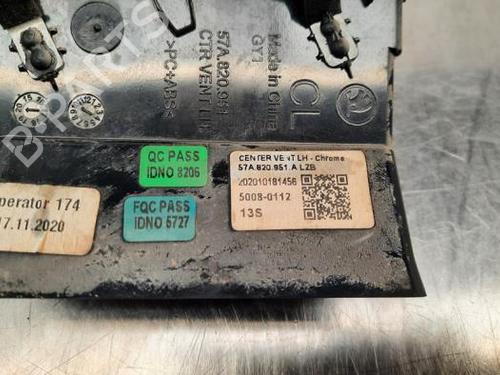 Made in China
GY1
57A.820.951
CTR VENT LH
>PC+ABS<
CL
QC PASS
IDNO 8206
FQC PASS
IDNO 5727
CENTER VENT LH - Chrome
57A.820.951.A LZB
202010181456
5008-0112
13S
perator 174
17.11.2020